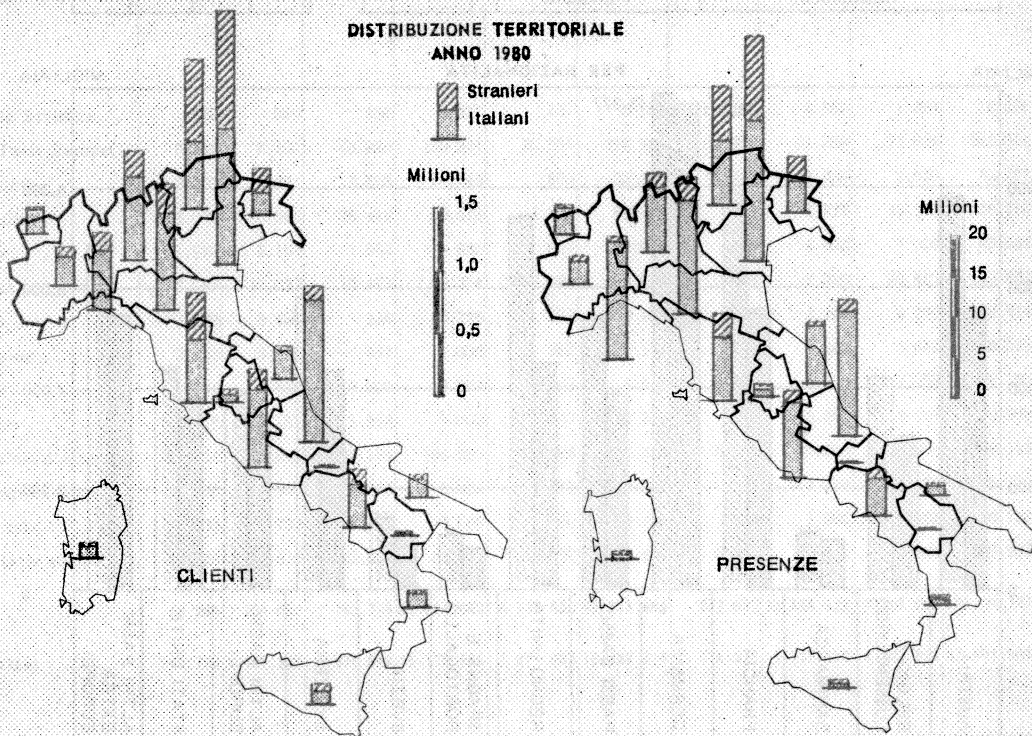 DISTRIBUZIONE TERRITORIALE
ANNO 1980
Stranieri
Italiani
Milioni
1,5
1,0
0,5
0
Milioni
20
15
10
5
0
CLIENTI
PRESENZE